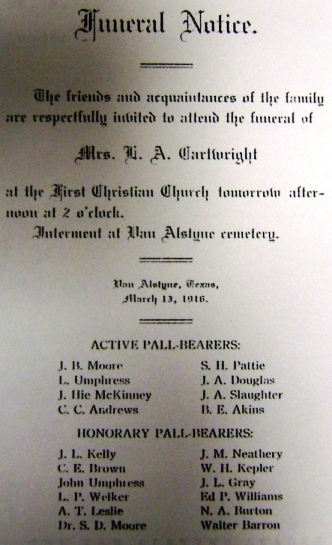 Funeral Notice.
The friends and acquaintances of the family
are respectfully invited to attend the funeral of
Mrs. L. A. Cartwright
at the First Christian Church tomorrow after-
noon at 2 o'clock.
Interment at Van Alstyne cemetery.
Van Alstyne, Texas,
March 13, 1916.
ACTIVE PALL-BEARERS:
J. B. Moore
L. Umphress
J. Hie McKinney
C. C. Andrews
S. H. Pattie
J. A. Douglas
J. A. Slaughter
B. E. Akins
HONORARY PALL-BEARERS:
J. L. Kelly
C. E. Brown
John Umphress
L. P. Welker
A. T. Leslie
Dr. S. D. Moore
J. M. Neathery
W. H. Kepler
J. L. Gray
Ed P. Williams
N. A. Burton
Walter Barron